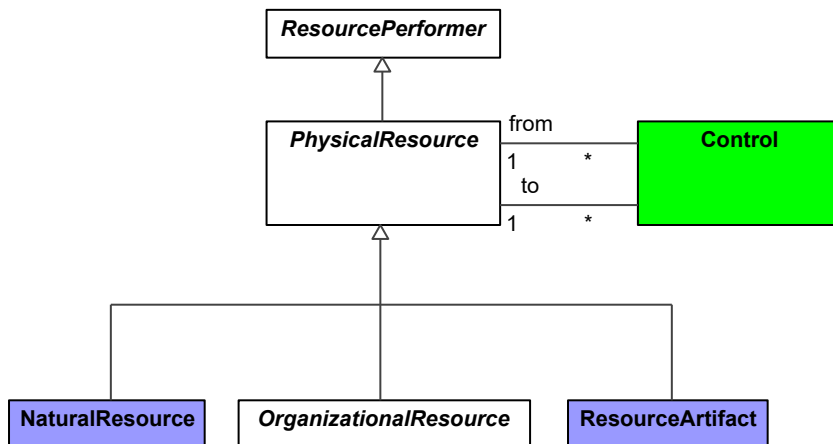 ResourcePerformer
PhysicalResource
from
Control
1 *
to
1 *
NaturalResource
OrganizationalResource
ResourceArtifact